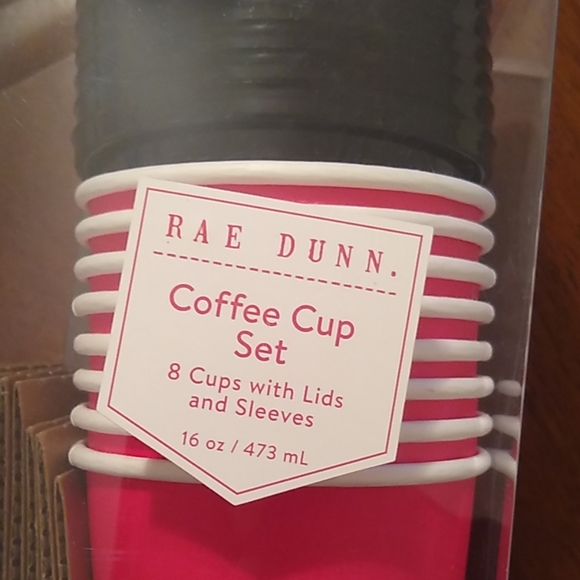 RAE DUNN.
Coffee Cup
Set
8 Cups with Lids
and Sleeves
16 oz / 473 mL